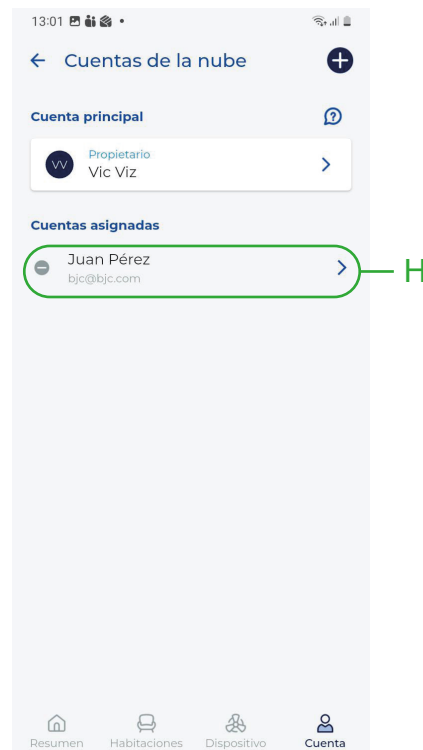 13:01
Cuentas de la nube
Cuenta principal
VV
Propietario
Vic Viz
Cuentas asignadas
Juan Pérez
bjc@bjc.com
H
Resumen Habitaciones Dispositivo Cuenta